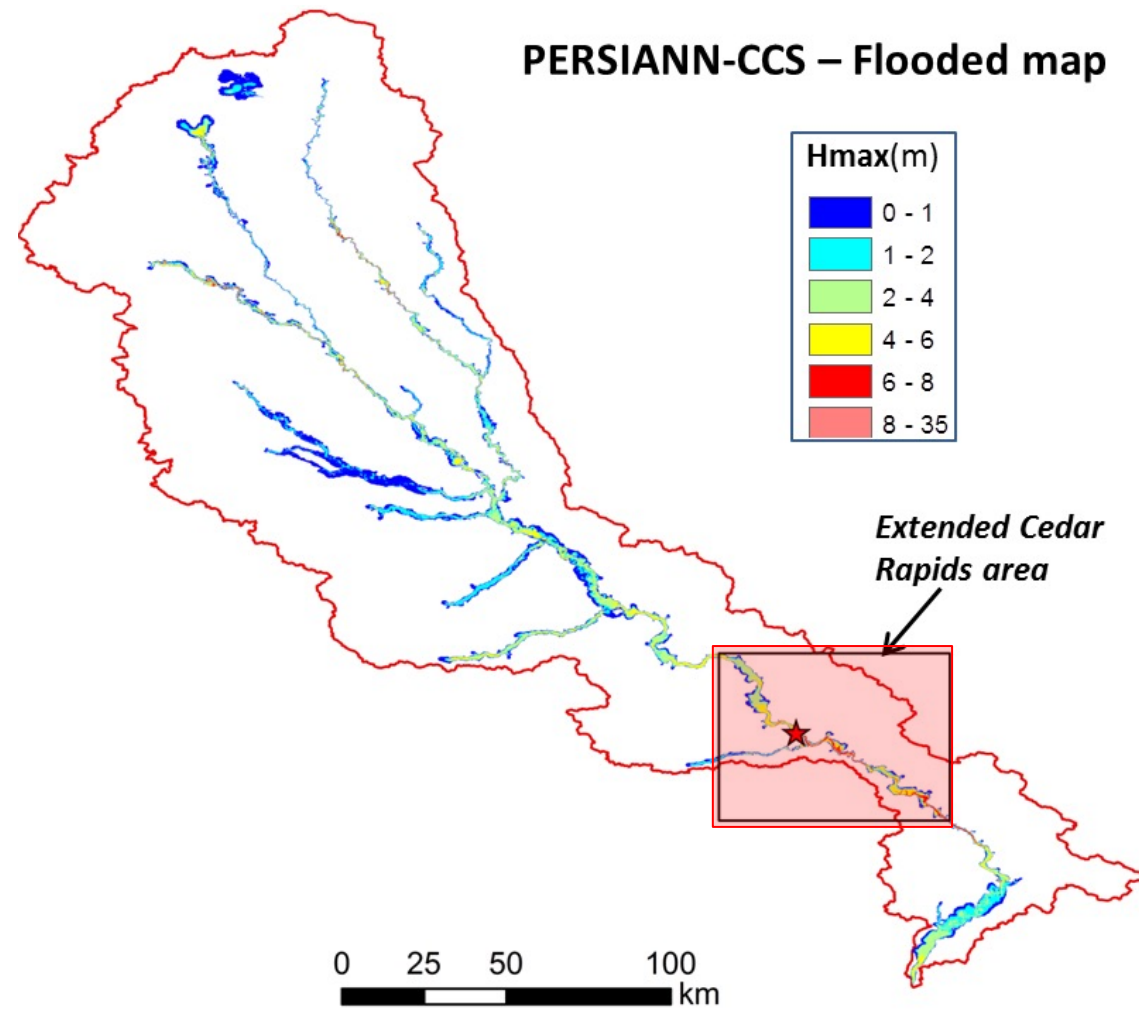 PERSIANN-CCS – Flooded map
Hmax(m)
0 - 1
1 - 2
2 - 4
4 - 6
6 - 8
8 - 35
Extended Cedar
Rapids area
0 25 50 100
km